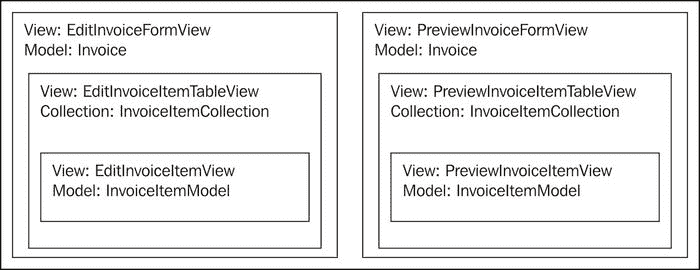 View: EditInvoiceFormView
Model: Invoice
View: EditInvoiceItemTableView
Collection: InvoiceItemCollection
View: EditInvoiceItemView
Model: InvoiceItemModel
View: PreviewInvoiceFormView
Model: Invoice
View: PreviewInvoiceItemTableView
Collection: InvoiceItemCollection
View: PreviewInvoiceItemView
Model: InvoiceItemModel